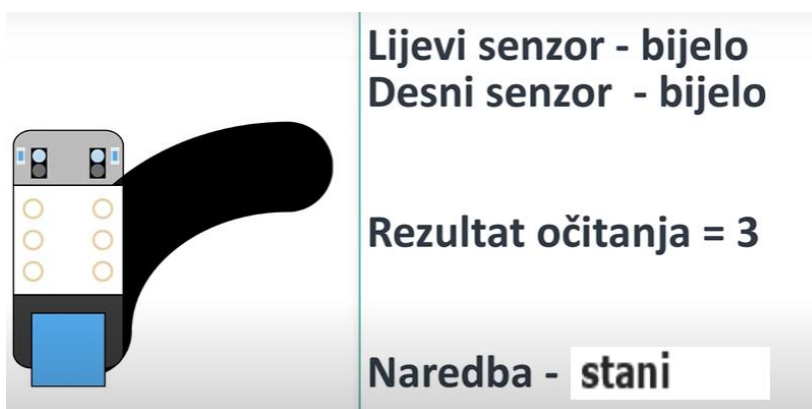 Lijevi senzor - bijelo
Desni senzor - bijelo
Rezultat očitanja = 3
Naredba - stani